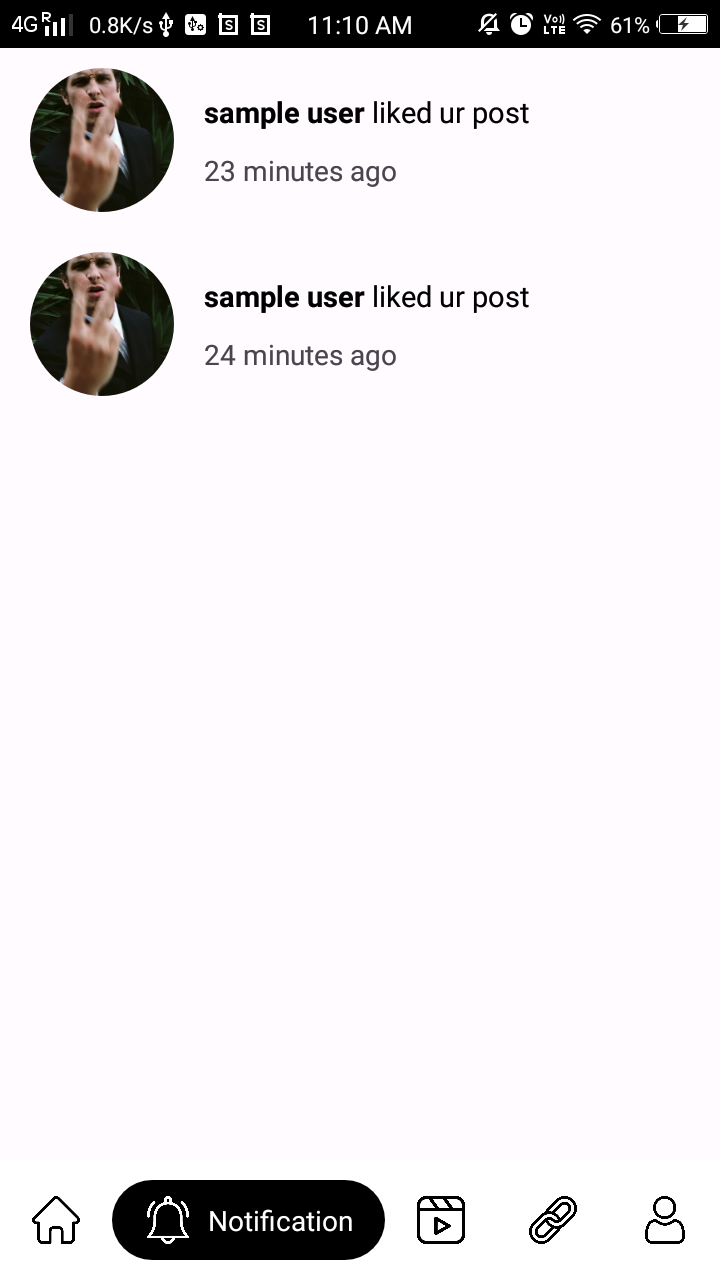 4G R 0.8K/s 11:10 AM Vo)) LTE 61%
sample user liked ur post
23 minutes ago
sample user liked ur post
24 minutes ago
Notification